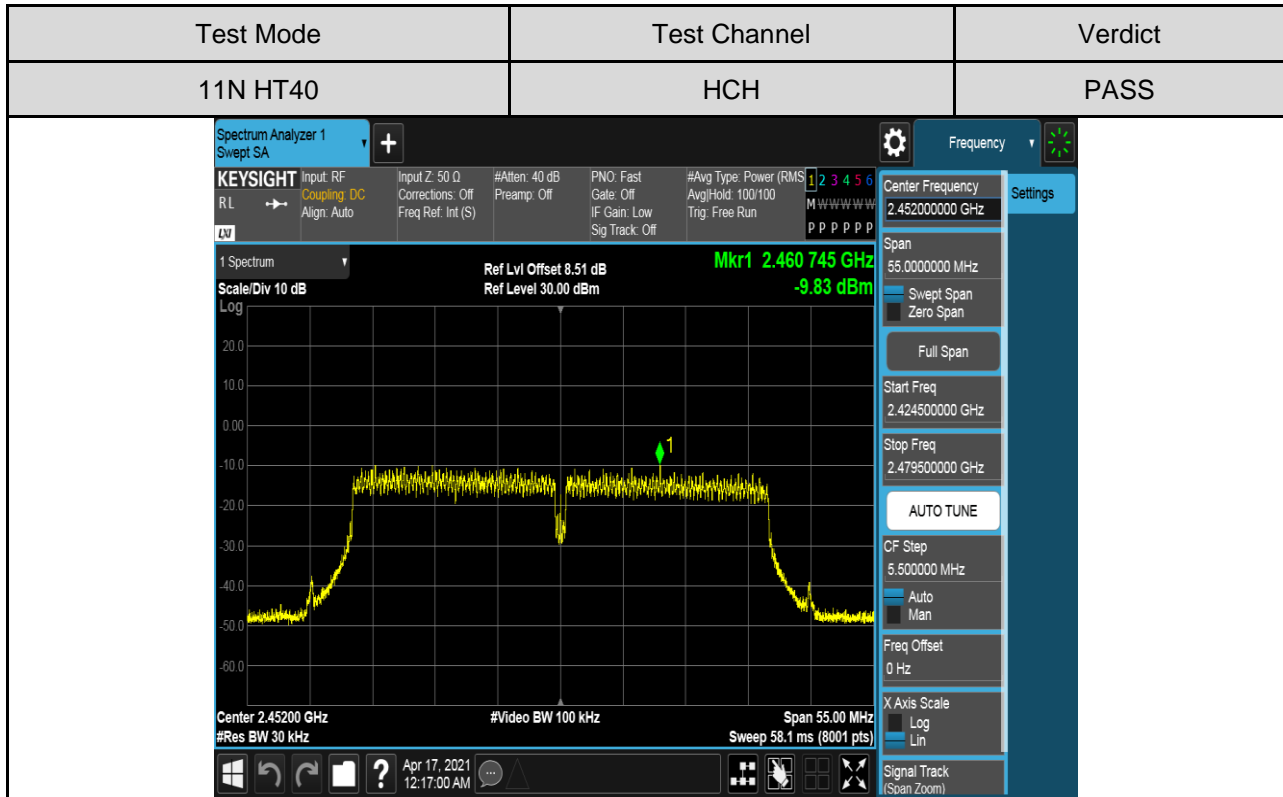 Test Mode Test Channel Verdict
11N HT40 HCH PASS
Spectrum Analyzer 1
Swept SA
+
Frequency
KEYSIGHT
RL
LXI
Input: RF
Coupling: DC
Align: Auto
Input Z: 50 Ω
Corrections: Off
Freq Ref: Int (S)
#Atten: 40 dB
Preamp: Off
PNO: Fast
Gate: Off
IF Gain: Low
Sig Track: Off
#Avg Type: Power (RMS
Avg|Hold: 100/100
Trig: Free Run
1 2 3 4 5 6
M W W W W W
P P P P P P
1 Spectrum
Scale/Div 10 dB
Log
Ref Lvl Offset 8.51 dB
Ref Level 30.00 dBm
Mkr1 2.460 745 GHz
-9.83 dBm
20.0
10.0
0.00
-10.0
-20.0
-30.0
-40.0
-50.0
-60.0
1
Center 2.45200 GHz
#Res BW 30 kHz
#Video BW 100 kHz
Span 55.00 MHz
Sweep 58.1 ms (8001 pts)
Center Frequency
2.452000000 GHz
Settings
Span
55.0000000 MHz
Swept Span
Zero Span
Full Span
Start Freq
2.424500000 GHz
Stop Freq
2.479500000 GHz
AUTO TUNE
CF Step
5.500000 MHz
Auto
Man
Freq Offset
0 Hz
X Axis Scale
Log
Lin
Signal Track
(Span Zoom)
?
Apr 17, 2021
12:17:00 AM